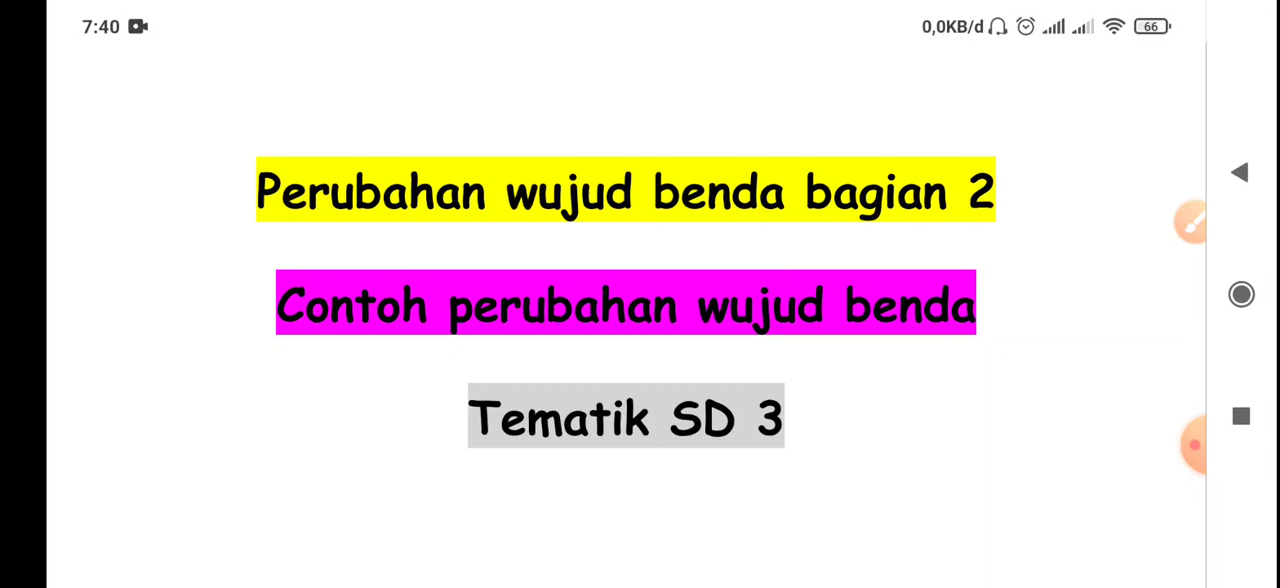 7:40 0,0KB/d 66
Perubahan wujud benda bagian 2
Contoh perubahan wujud benda
Tematik SD 3